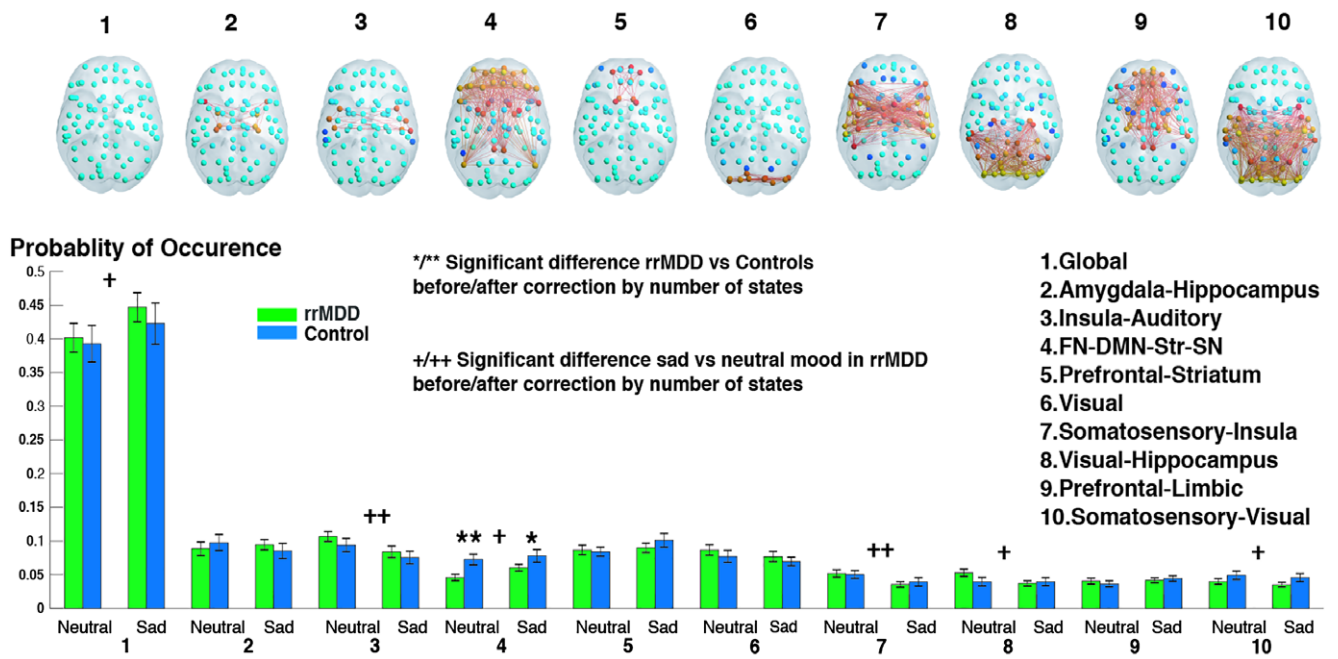 1 2 3 4 5 6 7 8 9 10
Probablity of Occurence
*/** Significant difference rrMDD vs Controls
before/after correction by number of states
rrMDD
Control
+/++ Significant difference sad vs neutral mood in rrMDD
before/after correction by number of states
1.Global
2.Amygdala-Hippocampus
3.Insula-Auditory
4.FN-DMN-Str-SN
5.Prefrontal-Striatum
6.Visual
7.Somatosensory-Insula
8.Visual-Hippocampus
9.Prefrontal-Limbic
10.Somatosensory-Visual
0.5
0.45
0.4
0.35
0.3
0.25
0.2
0.15
0.1
0.05
0
+
++
** + *
++
+
+
Neutral Sad Neutral Sad Neutral Sad Neutral Sad Neutral Sad Neutral Sad Neutral Sad Neutral Sad Neutral Sad Neutral Sad
1 2 3 4 5 6 7 8 9 10